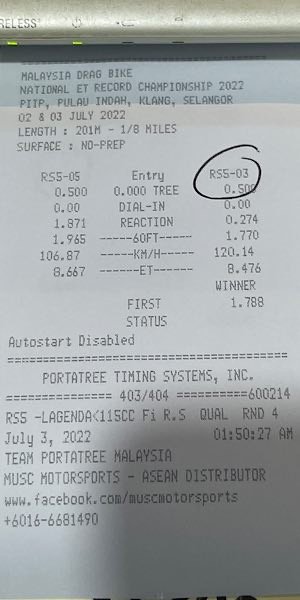 RELESS
MALAYSIA DRAG BIKE
NATIONAL ET RECORD CHAMPIONSHIP 2022
PIIP, PULAU INDAH, KLANG, SELANGOR
02 & 03 JULY 2022
LENGTH : 201M - 1/8 MILES
SURFACE : NO-PREP
RS5-05 Entry RS5-03
0.500 0.000 TREE 0.500
0.00 DIAL-IN 0.00
1.871 REACTION 0.274
1.965 ------60FT------ 1.770
106.87 ------KM/H------ 120.14
8.667 -------ET------- 8.476
WINNER
FIRST 1.788
STATUS
Autostart Disabled
========================================
PORTATREE TIMING SYSTEMS, INC.
=============== 403/404 ==========600214
RS5 -LAGENDA<115CC Fi R.S QUAL RND 4
July 3, 2022 01:50:27 AM
TEAM PORTATREE MALAYSIA
MUSC MOTORSPORTS - ASEAN DISTRIBUTOR
www.facebook.com/muscmotorsports
+6016-6681490